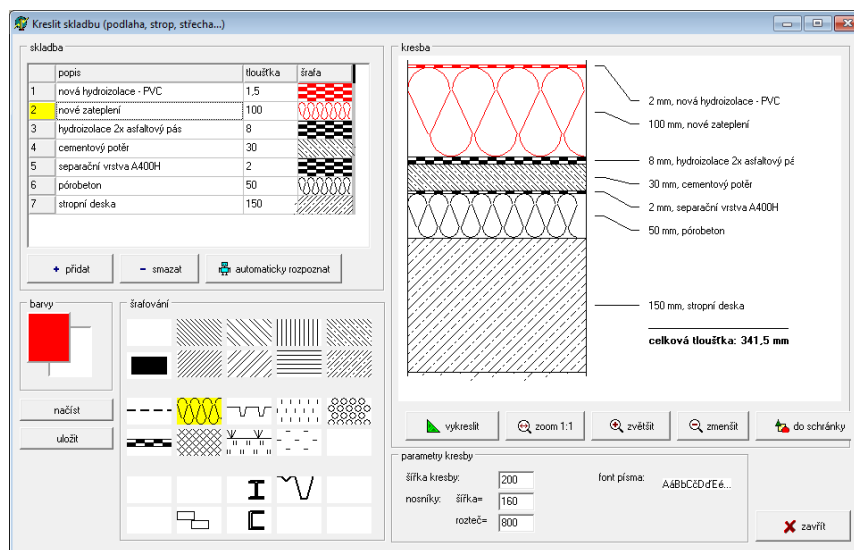 Kreslit skladbu (podlaha, strop, střecha...)
skladba
popis tloušťka šrafa
1 nová hydroizolace - PVC 1,5
2 nové zateplení 100
3 hydroizolace 2x asfaltový pás 8
4 cementový potěr 30
5 separační vrstva A400H 2
6 pórobeton 50
7 stropní deska 150
+ přidat
- smazat
automaticky rozpoznat
kresba
2 mm, nová hydroizolace - PVC
100 mm, nové zateplení
8 mm, hydroizolace 2x asfaltový pá
30 mm, cementový potěr
2 mm, separační vrstva A400H
50 mm, pórobeton
150 mm, stropní deska
celková tloušťka: 341,5 mm
barvy
načíst
uložit
šrafování
vykreslit
zoom 1:1
zvětšit
zmenšit
do schránky
parametry kresby
šířka kresby: 200
nosníky: šířka= 160
rozteč= 800
font písma: AáBbCčDďEé...
zavřít